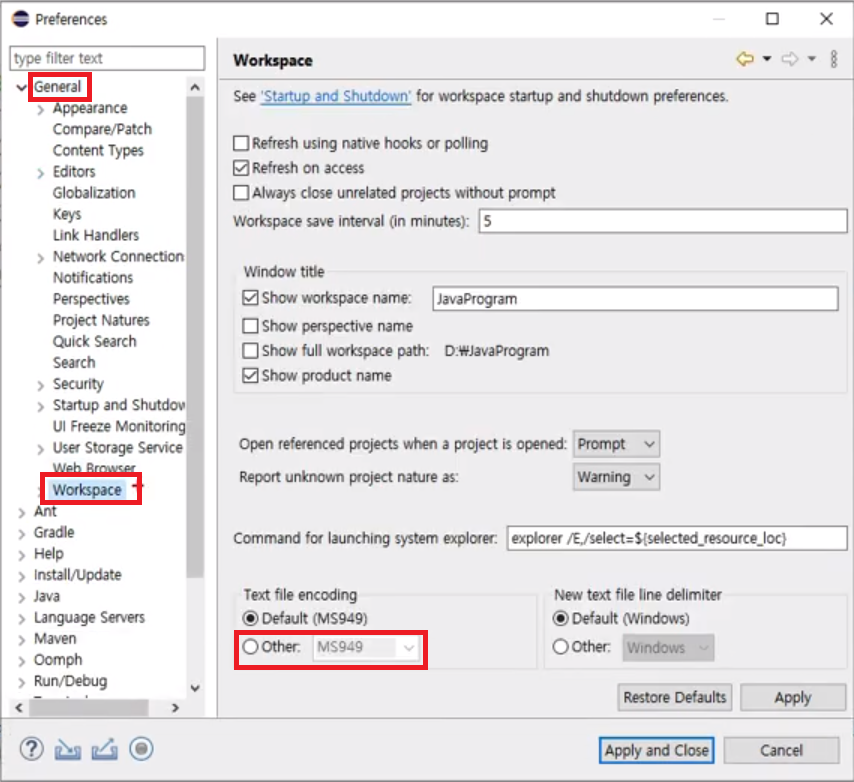 Preferences
type filter text
General
Appearance
Compare/Patch
Content Types
Editors
Globalization
Keys
Link Handlers
Network Connection
Notifications
Perspectives
Project Natures
Quick Search
Search
Security
Startup and Shutdow
UI Freeze Monitoring
User Storage Service
Web Browser
Workspace
Ant
Gradle
Help
Install/Update
Java
Language Servers
Maven
Oomph
Run/Debug
Workspace
See 'Startup and Shutdown' for workspace startup and shutdown preferences.
Refresh using native hooks or polling
Refresh on access
Always close unrelated projects without prompt
Workspace save interval (in minutes): 5
Window title
Show workspace name: JavaProgram
Show perspective name
Show full workspace path: D:₩JavaProgram
Show product name
Open referenced projects when a project is opened: Prompt
Report unknown project nature as: Warning
Command for launching system explorer: explorer /E,/select=${selected_resource_loc}
Text file encoding
Default (MS949)
Other: MS949
New text file line delimiter
Default (Windows)
Other: Windows
Restore Defaults Apply
Apply and Close Cancel